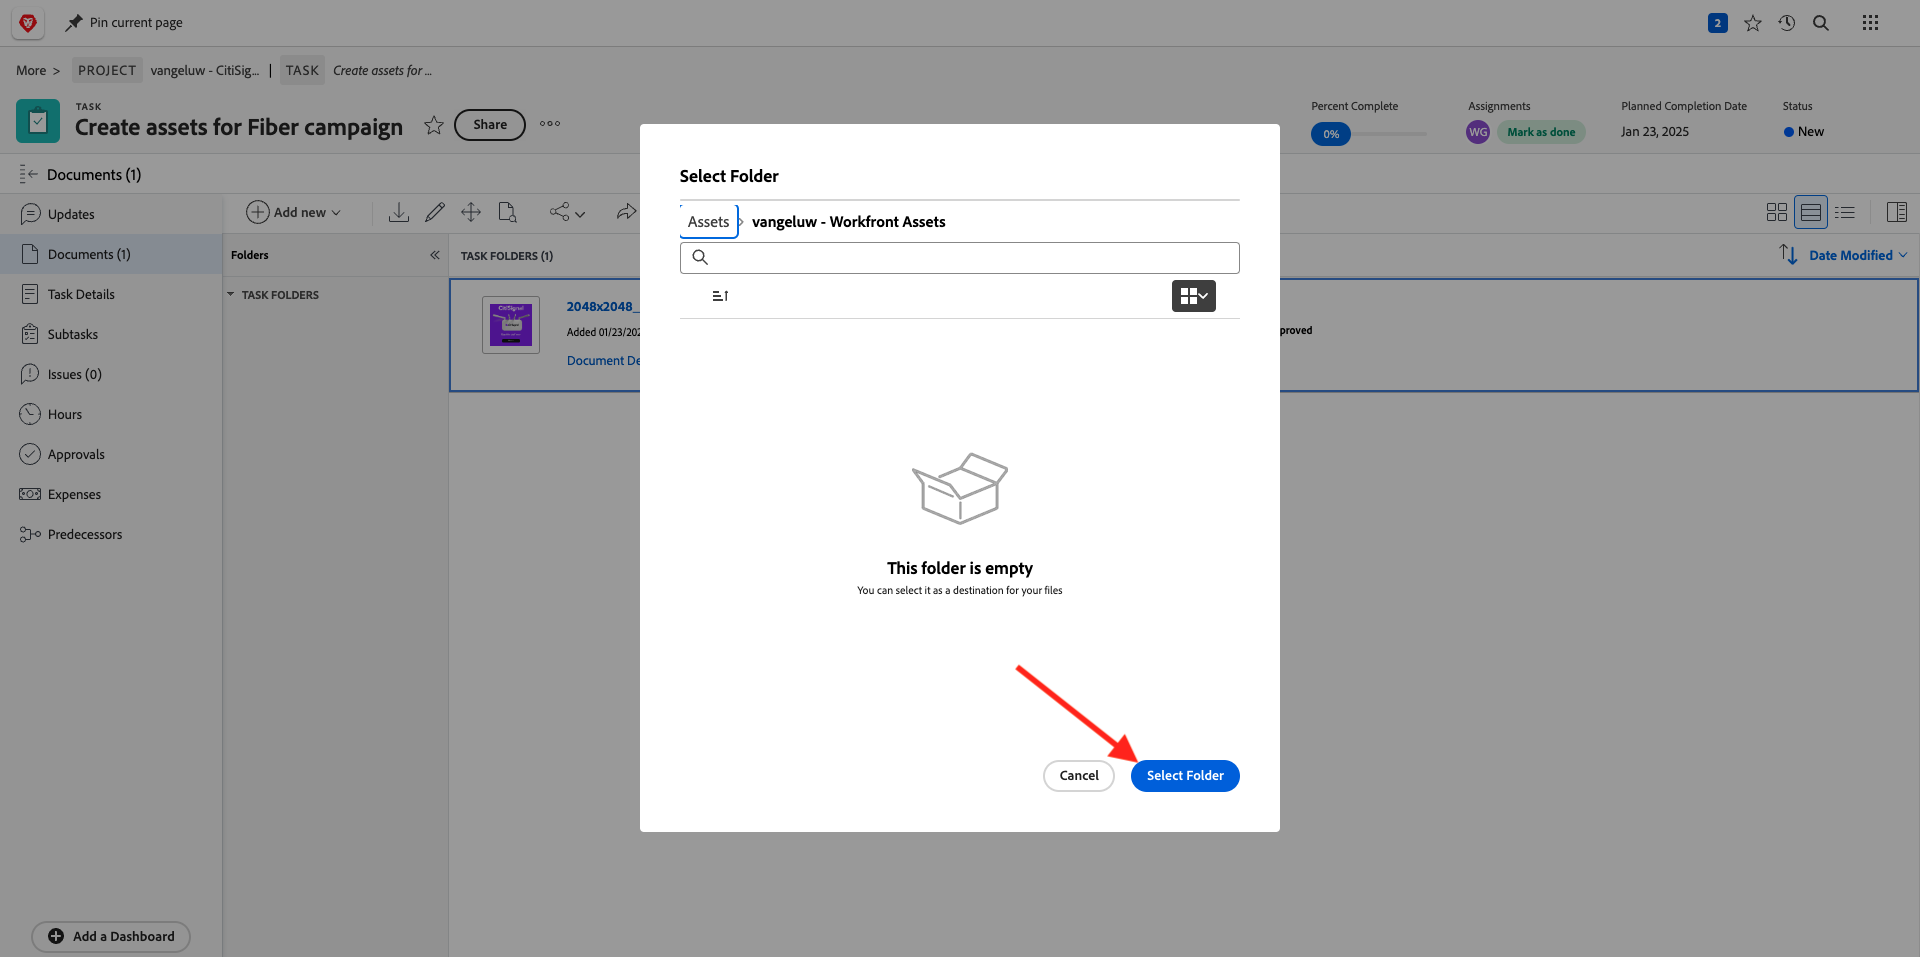 Pin current page
2
More >
PROJECT
vangeluw - CitiSig...
|
TASK
Create assets for ...
TASK
Create assets for Fiber campaign
Share
Percent Complete
0%
Assignments
WG
Mark as done
Planned Completion Date
Jan 23, 2025
Status
New
Documents (1)
Updates
Documents (1)
Task Details
Subtasks
Issues (0)
Hours
Approvals
Expenses
Predecessors
Add a Dashboard
Add new
Folders
TASK FOLDERS
TASK FOLDERS (1)
Date Modified
CitiSignal
2048x2048_
Added 01/23/202
Document De
proved
Select Folder
Assets > vangeluw - Workfront Assets
This folder is empty
You can select it as a destination for your files
Cancel
Select Folder